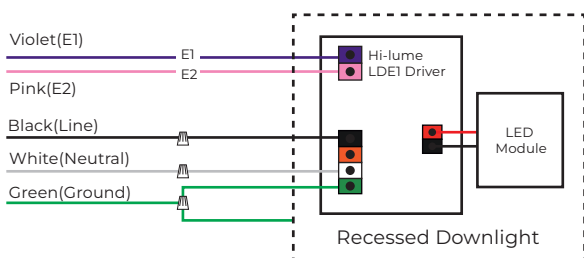 Violet(E1)
E1
Hi-lume
LDE1 Driver
E2
Pink(E2)
Black(Line)
White(Neutral)
Green(Ground)
LED
Module
Recessed Downlight